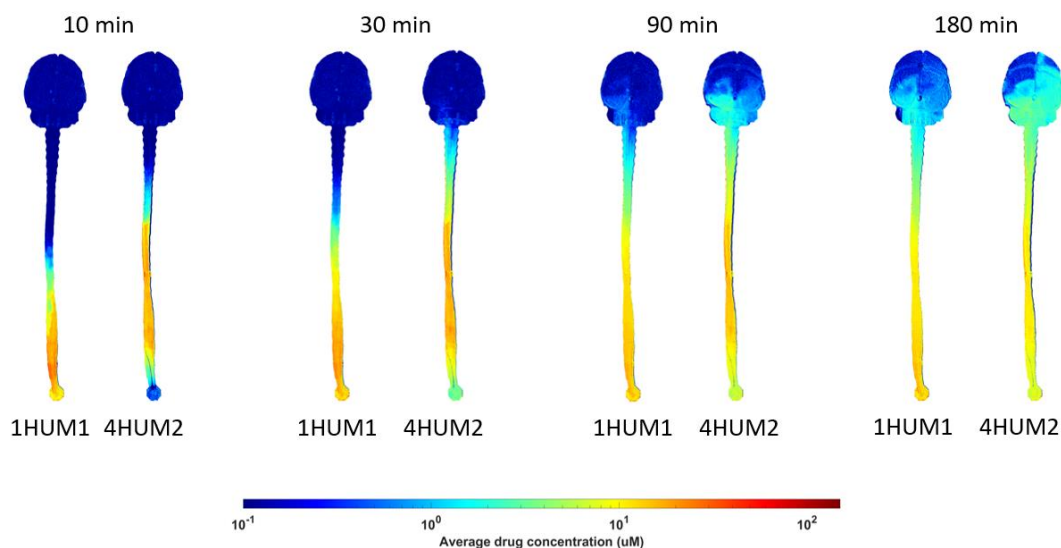 10 min 30 min 90 min 180 min
1HUM1 4HUM2 1HUM1 4HUM2 1HUM1 4HUM2 1HUM1 4HUM2
10⁻¹ 10⁰ 10¹ 10²
Average drug concentration (uM)